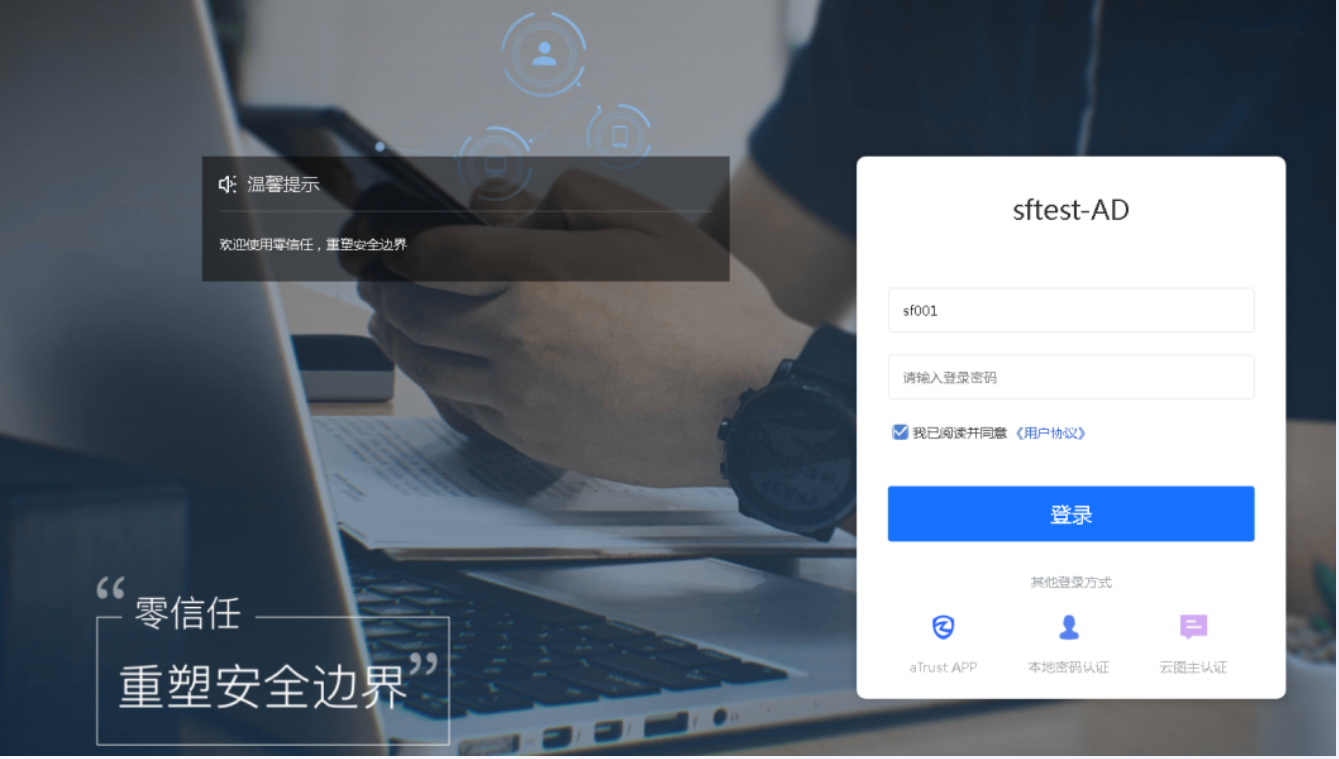 温馨提示
欢迎使用零信任，重塑安全边界
“ 零信任
重塑安全边界 ”
sftest-AD
sf001
请输入登录密码
我已阅读并同意《用户协议》
登录
其他登录方式
aTrust APP 本地密码认证 云图主认证